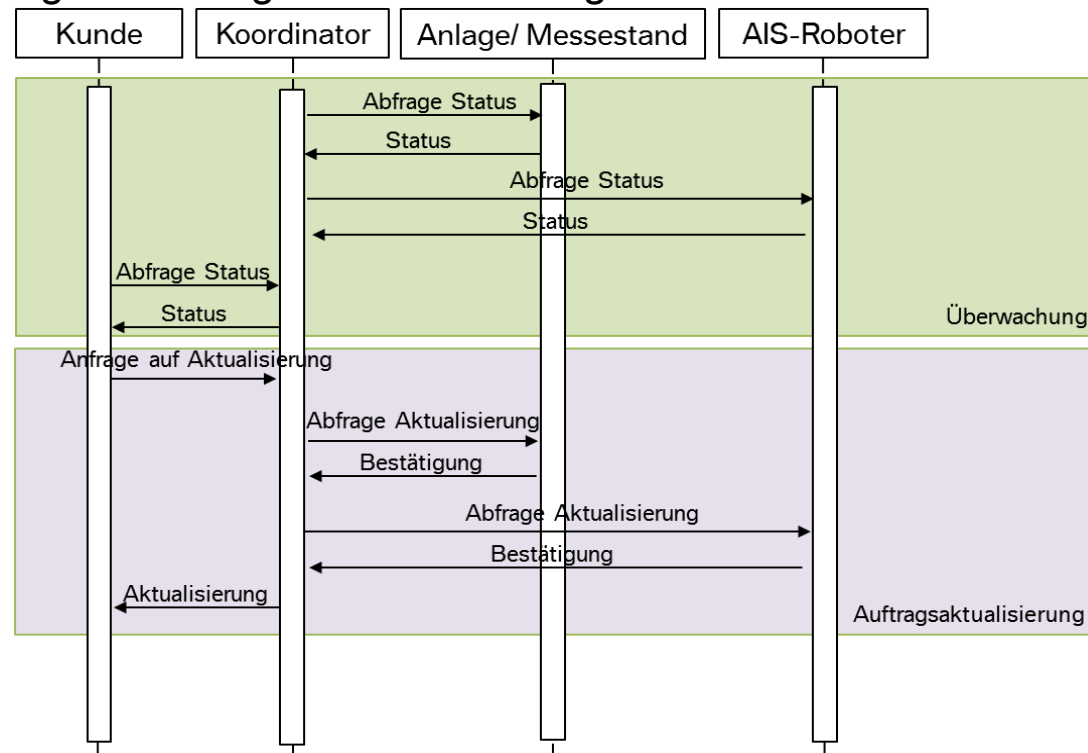 Kunde
Koordinator
Anlage/ Messestand
AIS-Roboter
Abfrage Status
Status
Abfrage Status
Status
Abfrage Status
Status
Überwachung
Anfrage auf Aktualisierung
Abfrage Aktualisierung
Bestätigung
Abfrage Aktualisierung
Bestätigung
Aktualisierung
Auftragsaktualisierung